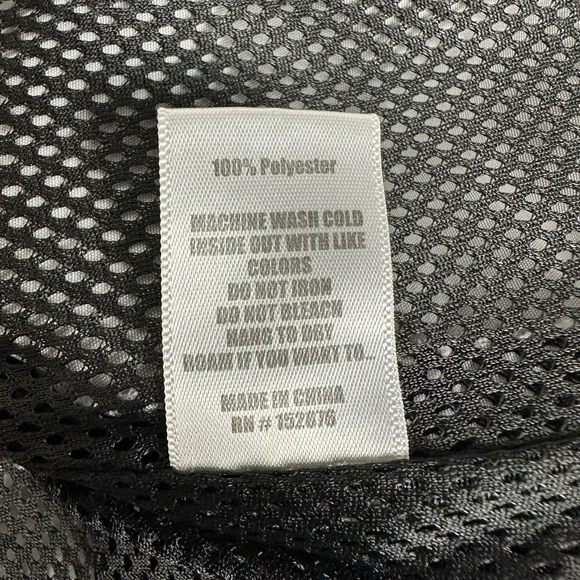 100% Polyester
MACHINE WASH COLD
INSIDE OUT WITH LIKE
COLORS
DO NOT IRON
DO NOT BLEACH
HANG TO DRY
ROAM IF YOU WANT TO...
MADE IN CHINA
RN # 152076